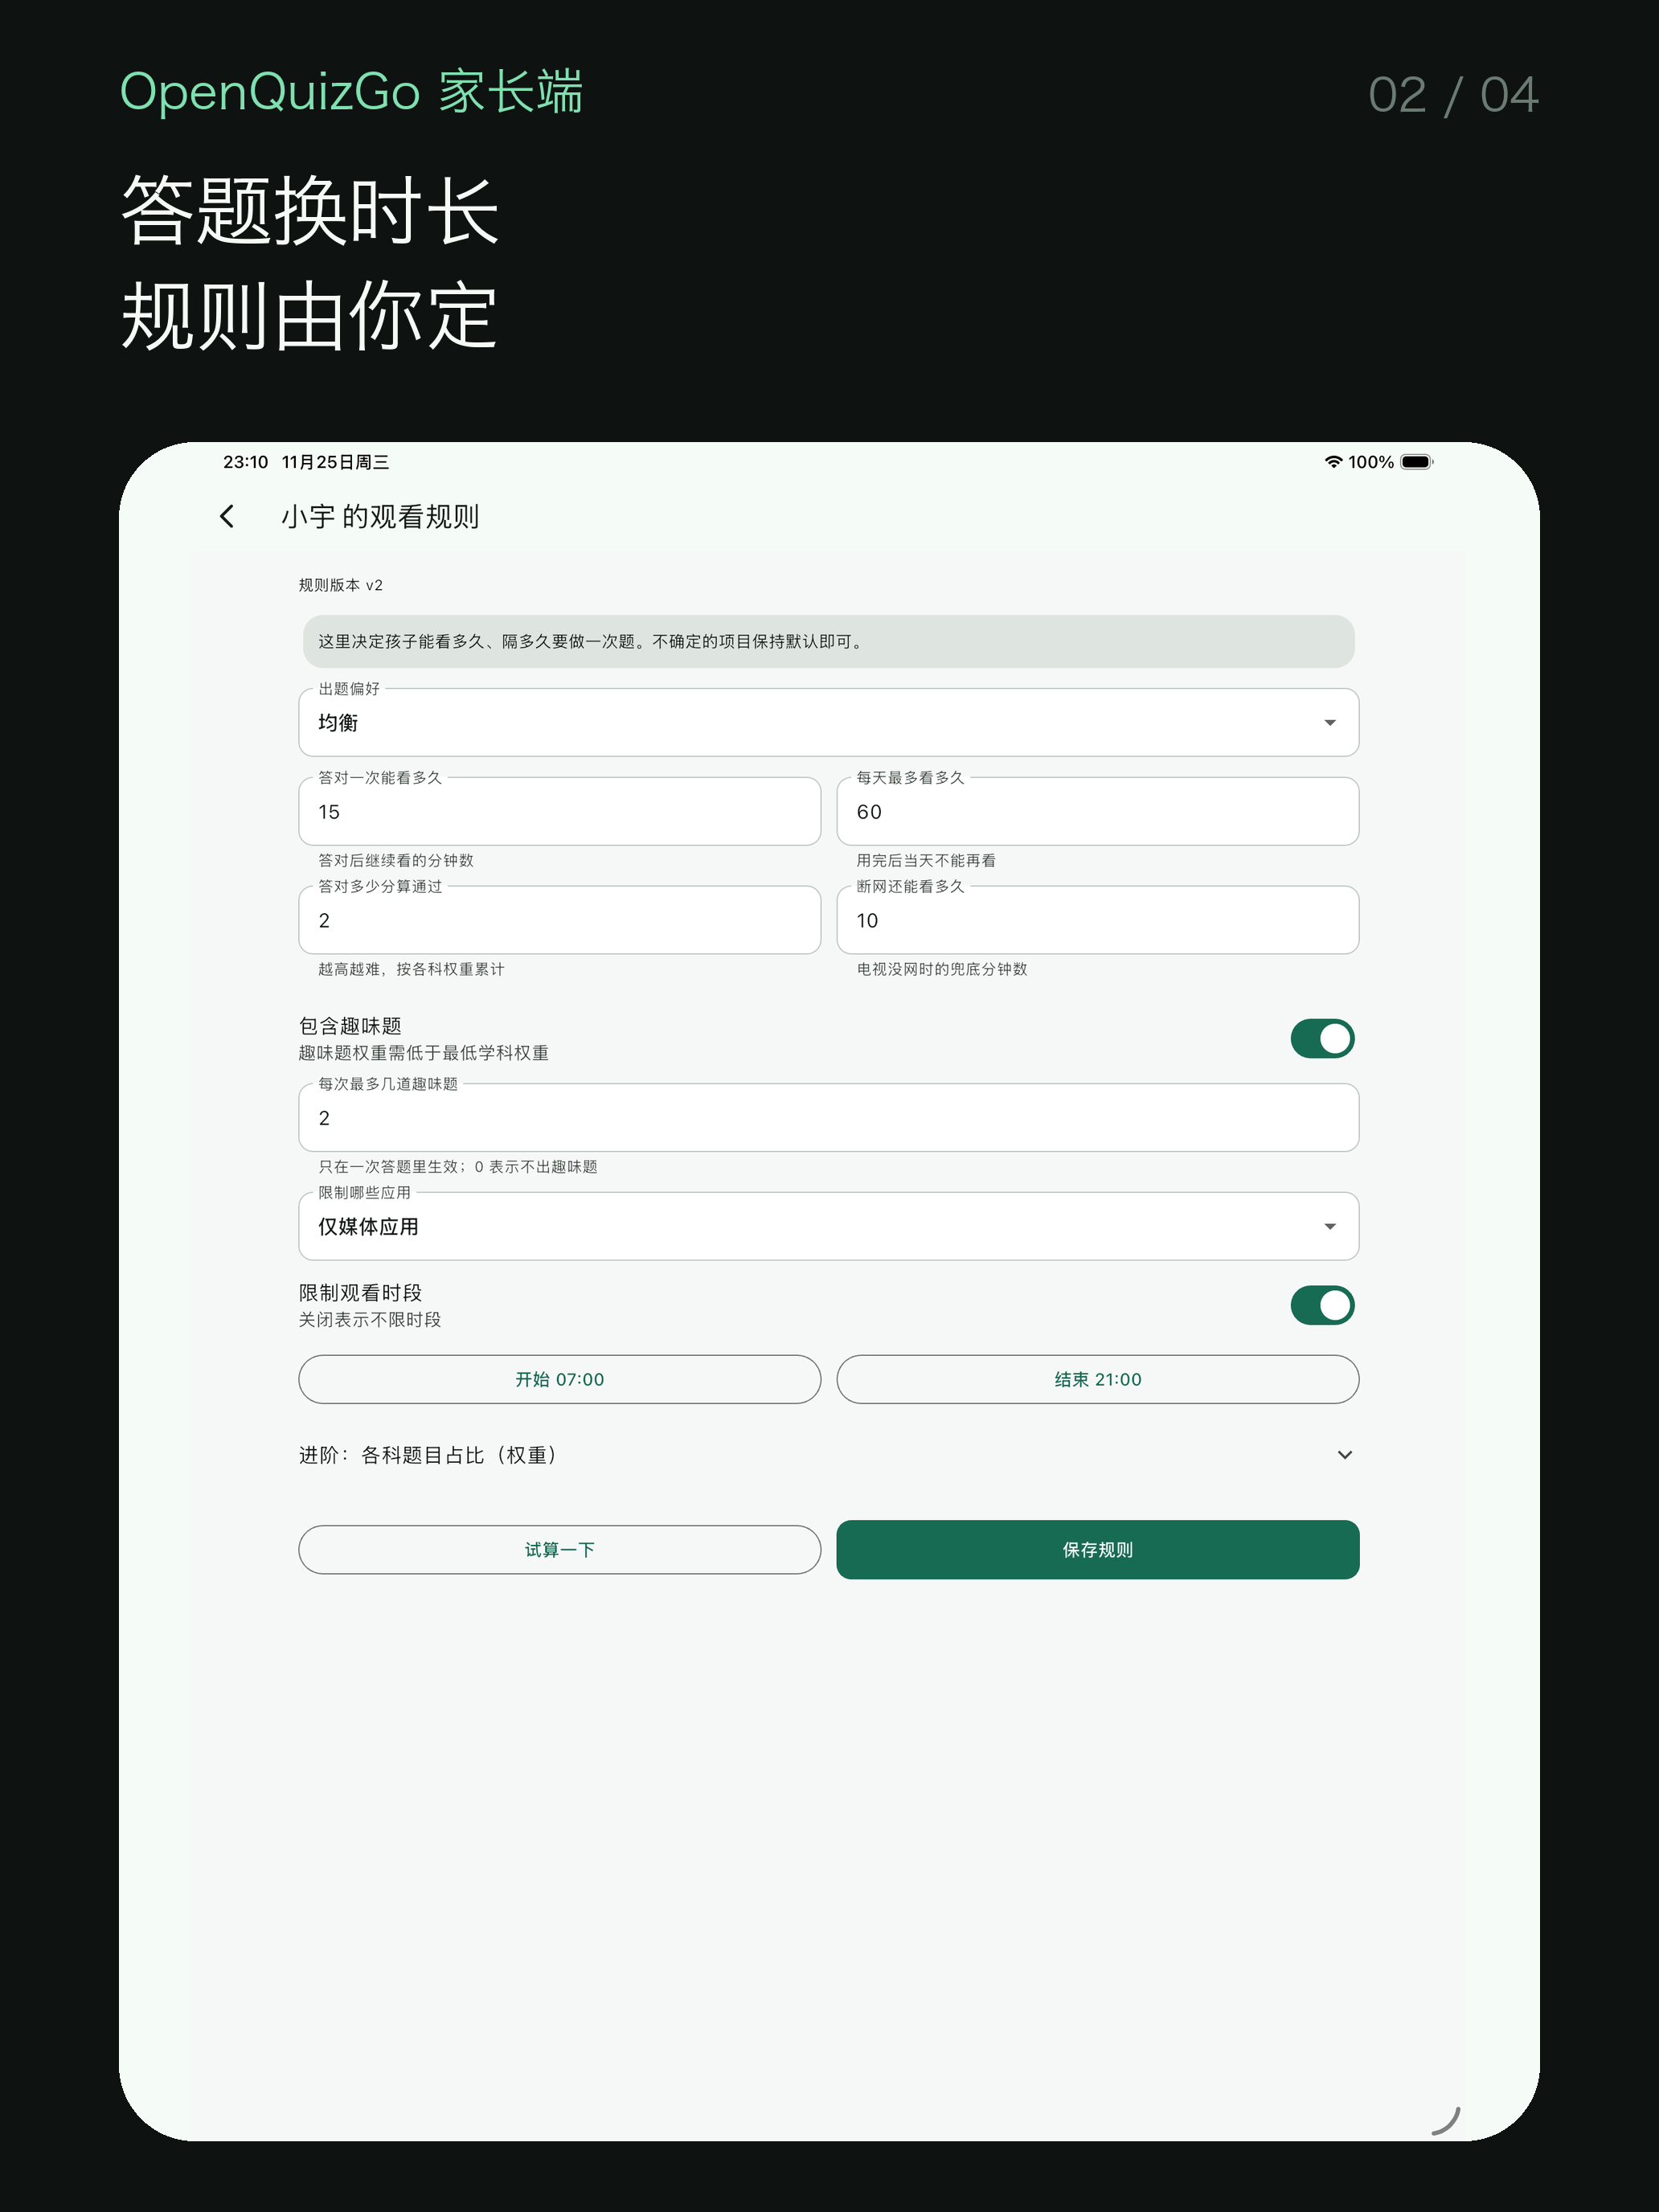 OpenQuizGo 家长端
02 / 04
答题换时长
规则由你定
23:10 11月25日周三
100%
小宇 的观看规则
规则版本 v2
这里决定孩子能看多久、隔多久要做一次题。不确定的项目保持默认即可。
出题偏好
均衡
答对一次能看多久
15
答对后继续看的分钟数
每天最多看多久
60
用完后当天不能再看
答对多少分算通过
2
越高越难，按各科权重累计
断网还能看多久
10
电视没网时的兜底分钟数
包含趣味题
趣味题权重需低于最低学科权重
每次最多几道趣味题
2
只在一次答题里生效；0 表示不出趣味题
限制哪些应用
仅媒体应用
限制观看时段
关闭表示不限时段
开始 07:00
结束 21:00
进阶：各科题目占比（权重）
试算一下
保存规则